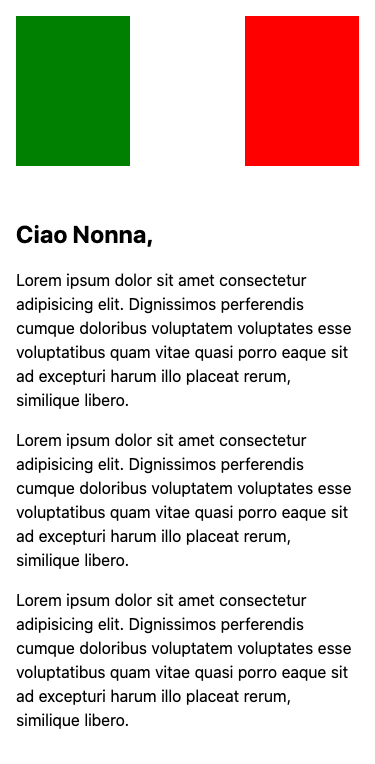 Ciao Nonna,
Lorem ipsum dolor sit amet consectetur
adipisicing elit. Dignissimos perferendis
cumque doloribus voluptatem voluptates esse
voluptatibus quam vitae quasi porro eaque sit
ad excepturi harum illo placeat rerum,
similique libero.
Lorem ipsum dolor sit amet consectetur
adipisicing elit. Dignissimos perferendis
cumque doloribus voluptatem voluptates esse
voluptatibus quam vitae quasi porro eaque sit
ad excepturi harum illo placeat rerum,
similique libero.
Lorem ipsum dolor sit amet consectetur
adipisicing elit. Dignissimos perferendis
cumque doloribus voluptatem voluptates esse
voluptatibus quam vitae quasi porro eaque sit
ad excepturi harum illo placeat rerum,
similique libero.